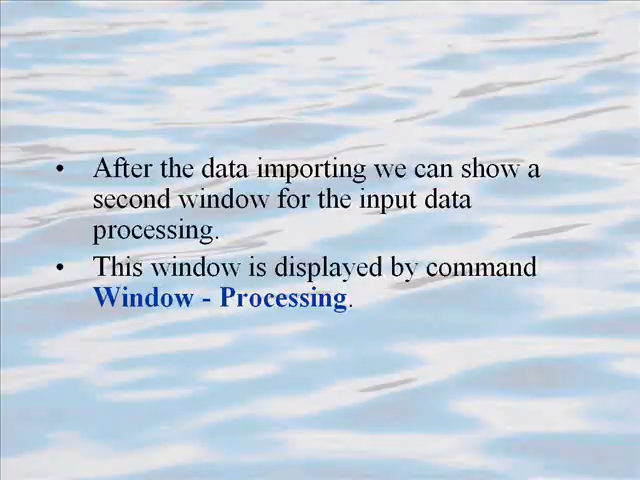 • After the data importing we can show a
second window for the input data
processing.
• This window is displayed by command
Window - Processing.